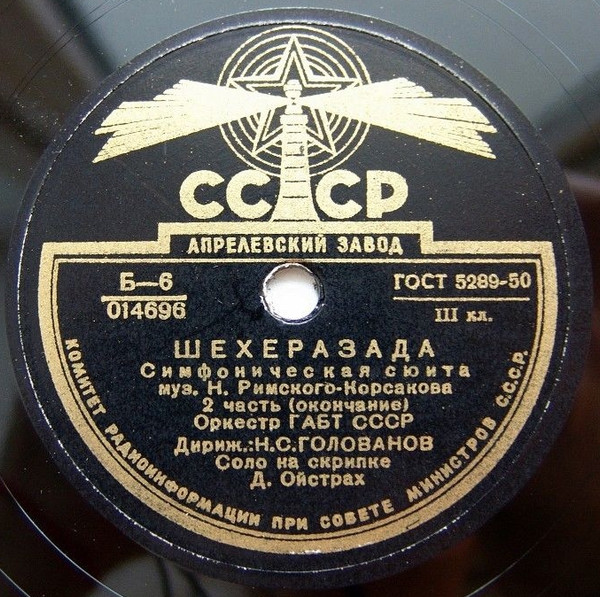 СССР
АПРЕЛЕВСКИЙ ЗАВОД
Б—6
014696
ГОСТ 5289-50
III кл.
ШЕХЕРАЗАДА
Симфоническая сюита
муз. Н. Римского-Корсакова
2 часть (окончание)
Оркестр ГАБТ СССР
Дириж.: Н.С.ГОЛОВАНОВ
Соло на скрипке
Д. Ойстрах
КОМИТЕТ РАДИОИНФОРМАЦИИ ПРИ СОВЕТЕ МИНИСТРОВ С.С.С.Р.